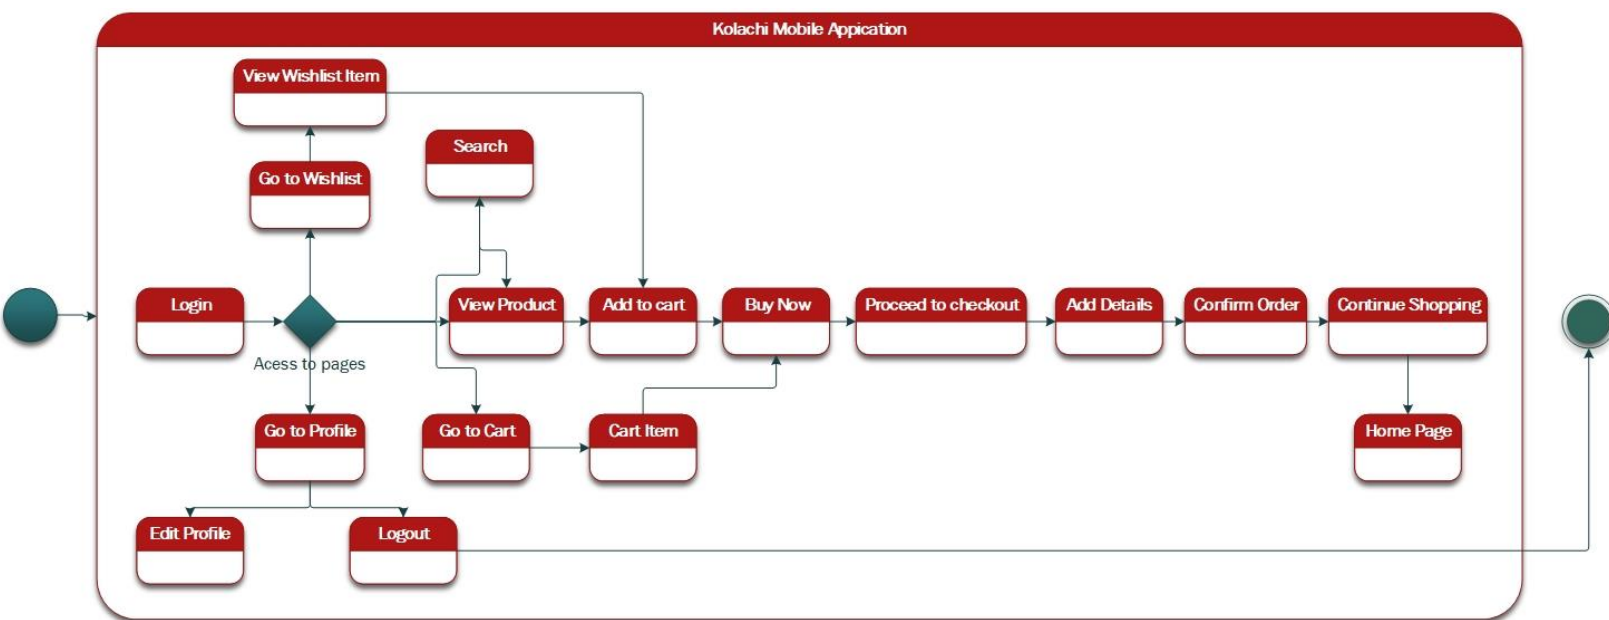 Kolachi Mobile Appication
View Wishlist Item
Search
Go to Wishlist
Login
View Product
Add to cart
Buy Now
Proceed to checkout
Add Details
Confirm Order
Continue Shopping
Acess to pages
Go to Profile
Go to Cart
Cart Item
Home Page
Edit Profile
Logout